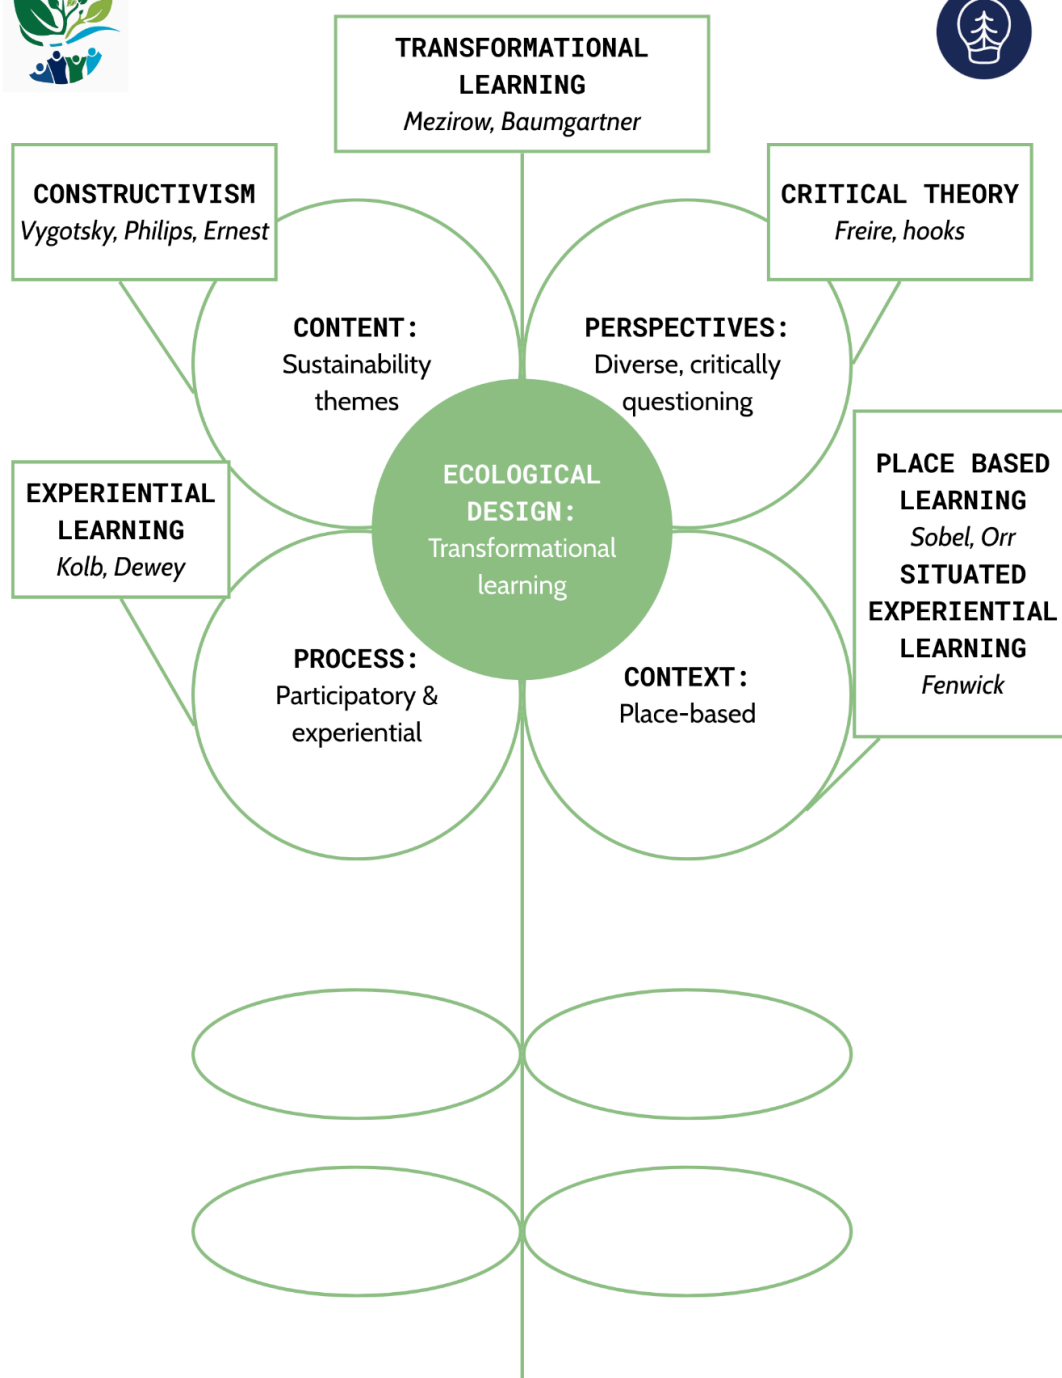 TRANSFORMATIONAL
LEARNING
Mezirow, Baumgartner
CONSTRUCTIVISM
Vygotsky, Philips, Ernest
CRITICAL THEORY
Freire, hooks
CONTENT:
Sustainability
themes
PERSPECTIVES:
Diverse, critically
questioning
ECOLOGICAL
DESIGN:
Transformational
learning
EXPERIENTIAL
LEARNING
Kolb, Dewey
PLACE BASED
LEARNING
Sobel, Orr
SITUATED
EXPERIENTIAL
LEARNING
Fenwick
PROCESS:
Participatory &
experiential
CONTEXT:
Place-based